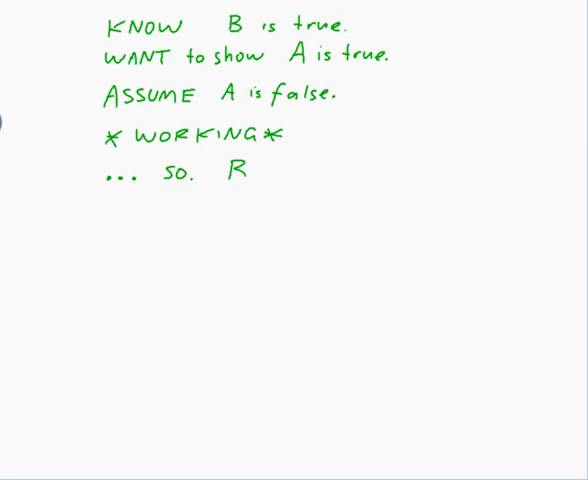 KNOW B is true.
WANT to show A is true.
ASSUME A is false.
* WORKING *
... so. R